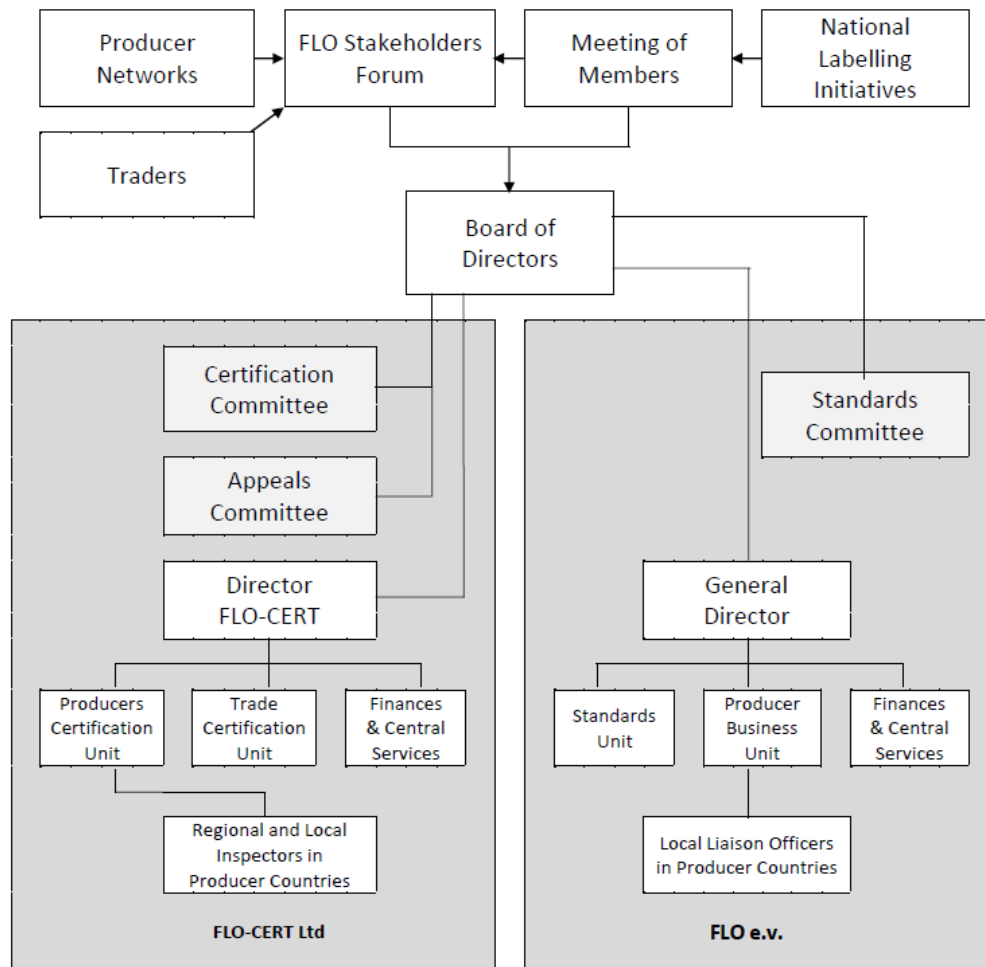 Producer
Networks
FLO Stakeholders
Forum
Meeting of
Members
National
Labelling
Initiatives
Traders
Board of
Directors
Certification
Committee
Appeals
Committee
Director
FLO-CERT
Producers
Certification
Unit
Trade
Certification
Unit
Finances
& Central
Services
Regional and Local
Inspectors in
Producer Countries
FLO-CERT Ltd
Standards
Committee
General
Director
Standards
Unit
Producer
Business
Unit
Finances
& Central
Services
Local Liaison Officers
in Producer Countries
FLO e.v.